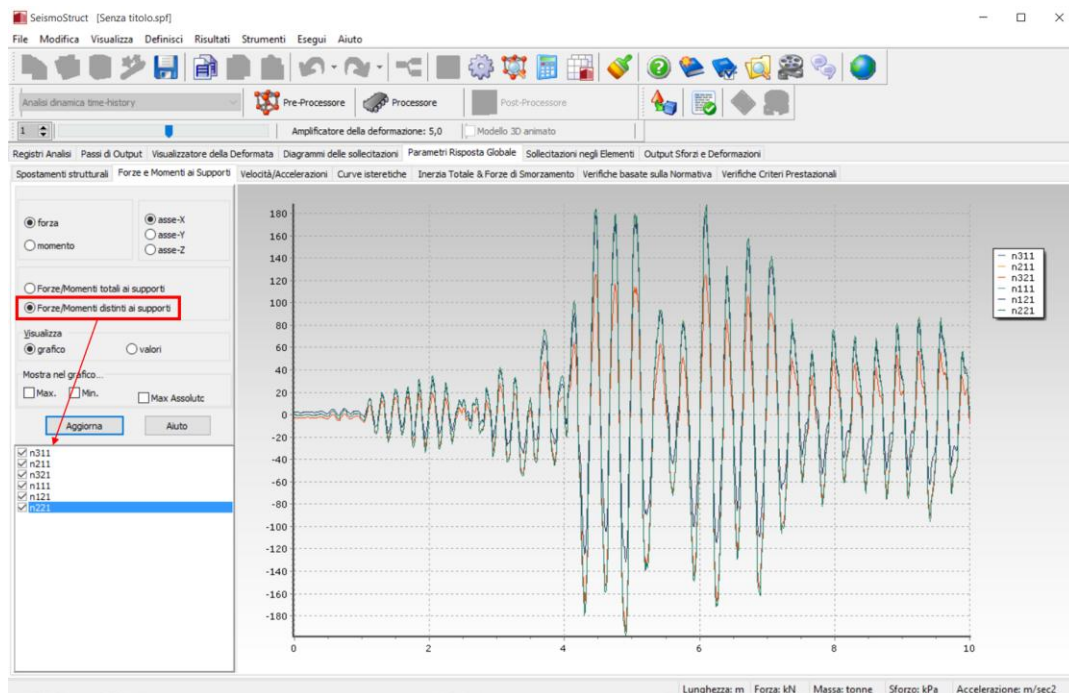 SeismoStruct [Senza titolo.spf]
File Modifica Visualizza Definisci Risultati Strumenti Esegui Aiuto
Analisi dinamica time-history
Pre-Processore
Processore
Post-Processore
1
Amplificatore della deformazione: 5,0
Modello 3D animato
Registri Analisi Passi di Output Visualizzatore della Deformata Diagrammi delle sollecitazioni Parametri Risposta Globale Sollecitazioni negli Elementi Output Sforzi e Deformazioni
Spostamenti strutturali Forze e Momenti ai Supporti Velocità/Accelerazioni Curve isteretiche Inerzia Totale & Forze di Smorzamento Verifiche basate sulla Normativa Verifiche Criteri Prestazionali
forza
momento
asse-X
asse-Y
asse-Z
Forze/Momenti totali ai supporti
Forze/Momenti distinti ai supporti
Visualizza
grafico
valori
Mostra nel grafico...
Max.
Min.
Max Assolutc
Aggiorna
Aiuto
n311
n211
n321
n111
n121
n221
180
160
140
120
100
80
60
40
20
0
-20
-40
-60
-80
-100
-120
-140
-160
-180
0 2 4 6 8 10
n311
n211
n321
n111
n121
n221
Lunghezza: m Forza: kN Massa: tonne Sforzo: kPa Accelerazione: m/sec2